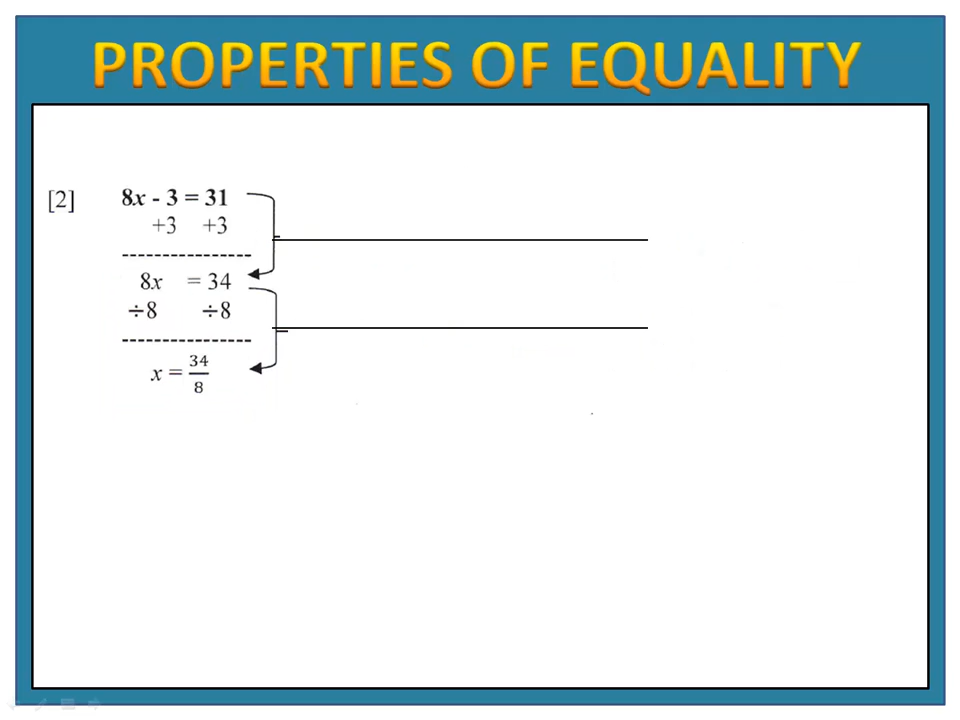 PROPERTIES OF EQUALITY
[2] 8x - 3 = 31
+3 +3
-----------------
8x = 34
÷8 ÷8
-----------------
x = 34/8